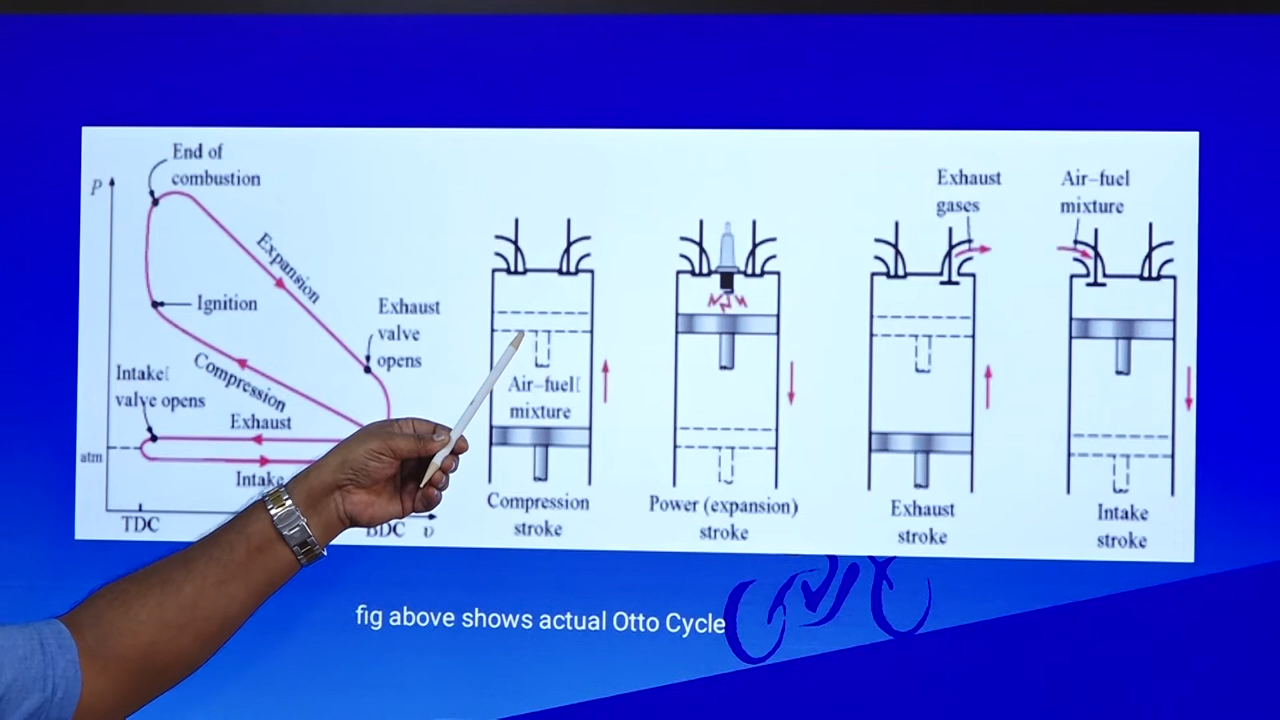 End of
combustion
P
Expansion
Ignition
Exhaust
valve
opens
Compression
Intake
valve opens
Exhaust
atm
Intake
TDC
BDC
υ
Air–fuel
mixture
Compression
stroke
Power (expansion)
stroke
Exhaust
gases
Exhaust
stroke
Air–fuel
mixture
Intake
stroke
fig above shows actual Otto Cycle